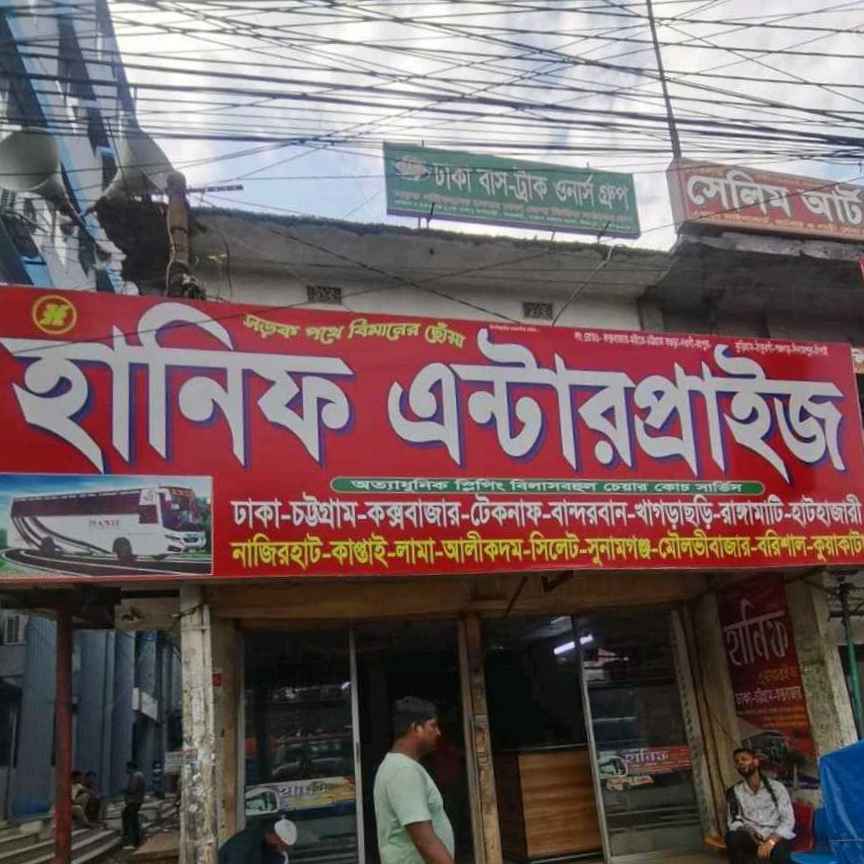 ঢাকা বাস-ট্রাক ওনার্স গ্রুপ
সেলিম আর্ট
সড়ক পথে বিমানের ছোঁয়া
হানিফ এন্টারপ্রাইজ
অত্যাধুনিক স্লিপিং বিলাসবহুল চেয়ার কোচ সার্ভিস
ঢাকা-চট্টগ্রাম-কক্সবাজার-টেকনাফ-বান্দরবান-খাগড়াছড়ি-রাঙ্গামাটি-হাটহাজারী
নাজিরহাট-কাপ্তাই-লামা-আলীকদম-সিলেট-সুনামগঞ্জ-মৌলভীবাজার-বরিশাল-কুয়াকাটা
হানিফ
হানিফ